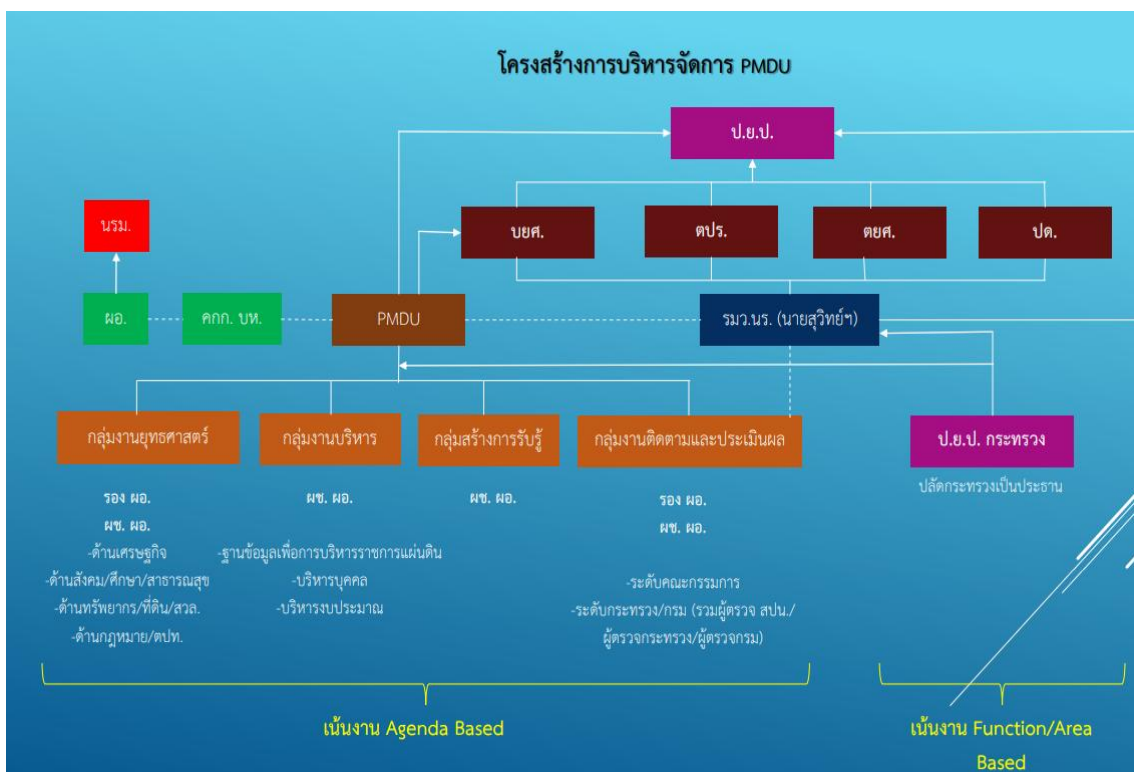 โครงสร้างการบริหารจัดการ PMDU
ป.ย.ป.
นรม.
บยศ.
ตปร.
ตยศ.
ปด.
ผอ.
คกก. บห.
PMDU
รมว.นร. (นายสุวิทย์ฯ)
กลุ่มงานยุทธศาสตร์
กลุ่มงานบริหาร
กลุ่มสร้างการรับรู้
กลุ่มงานติดตามและประเมินผล
ป.ย.ป. กระทรวง
ปลัดกระทรวงเป็นประธาน
รอง ผอ.
ผช. ผอ.
-ด้านเศรษฐกิจ
-ด้านสังคม/ศึกษา/สาธารณสุข
-ด้านทรัพยากร/ที่ดิน/สวล.
-ด้านกฎหมาย/ตปท.
ผช. ผอ.
-ฐานข้อมูลเพื่อการบริหารราชการแผ่นดิน
-บริหารบุคคล
-บริหารงบประมาณ
ผช. ผอ.
รอง ผอ.
ผช. ผอ.
-ระดับคณะกรรมการ
-ระดับกระทรวง/กรม (รวมผู้ตรวจ สปน./
ผู้ตรวจกระทรวง/ผู้ตรวจกรม)
เน้นงาน Agenda Based
เน้นงาน Function/Area
Based